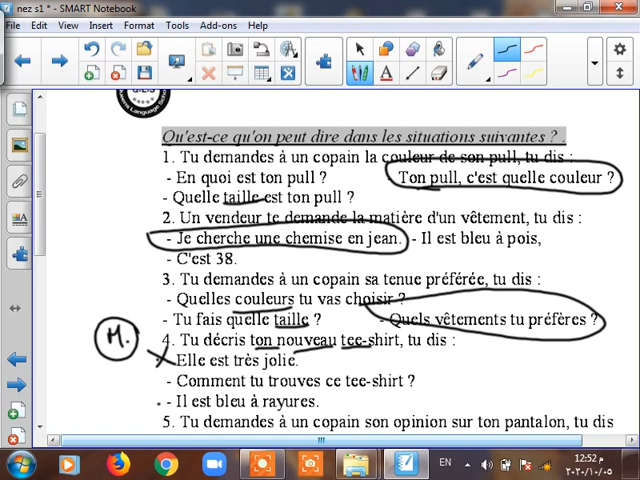 nez s1 * - SMART Notebook
File Edit View Insert Format Tools Add-ons Help
Qu'est-ce qu'on peut dire dans les situations suivantes ? .
1. Tu demandes à un copain la couleur de son pull, tu dis :
- En quoi est ton pull ? Ton pull, c'est quelle couleur ?
- Quelle taille est ton pull ?
2. Un vendeur te demande la matière d'un vêtement, tu dis :
- Je cherche une chemise en jean. - Il est bleu à pois,
- C'est 38.
3. Tu demandes à un copain sa tenue préférée, tu dis :
- Quelles couleurs tu vas choisir ?
- Tu fais quelle taille ? - Quels vêtements tu préfères ?
M.
4. Tu décris ton nouveau tee-shirt, tu dis :
Elle est très jolie.
- Comment tu trouves ce tee-shirt ?
- Il est bleu à rayures.
5. Tu demandes à un copain son opinion sur ton pantalon, tu dis
EN
12:52 م
٢٠٢٠/١٠/٠٥